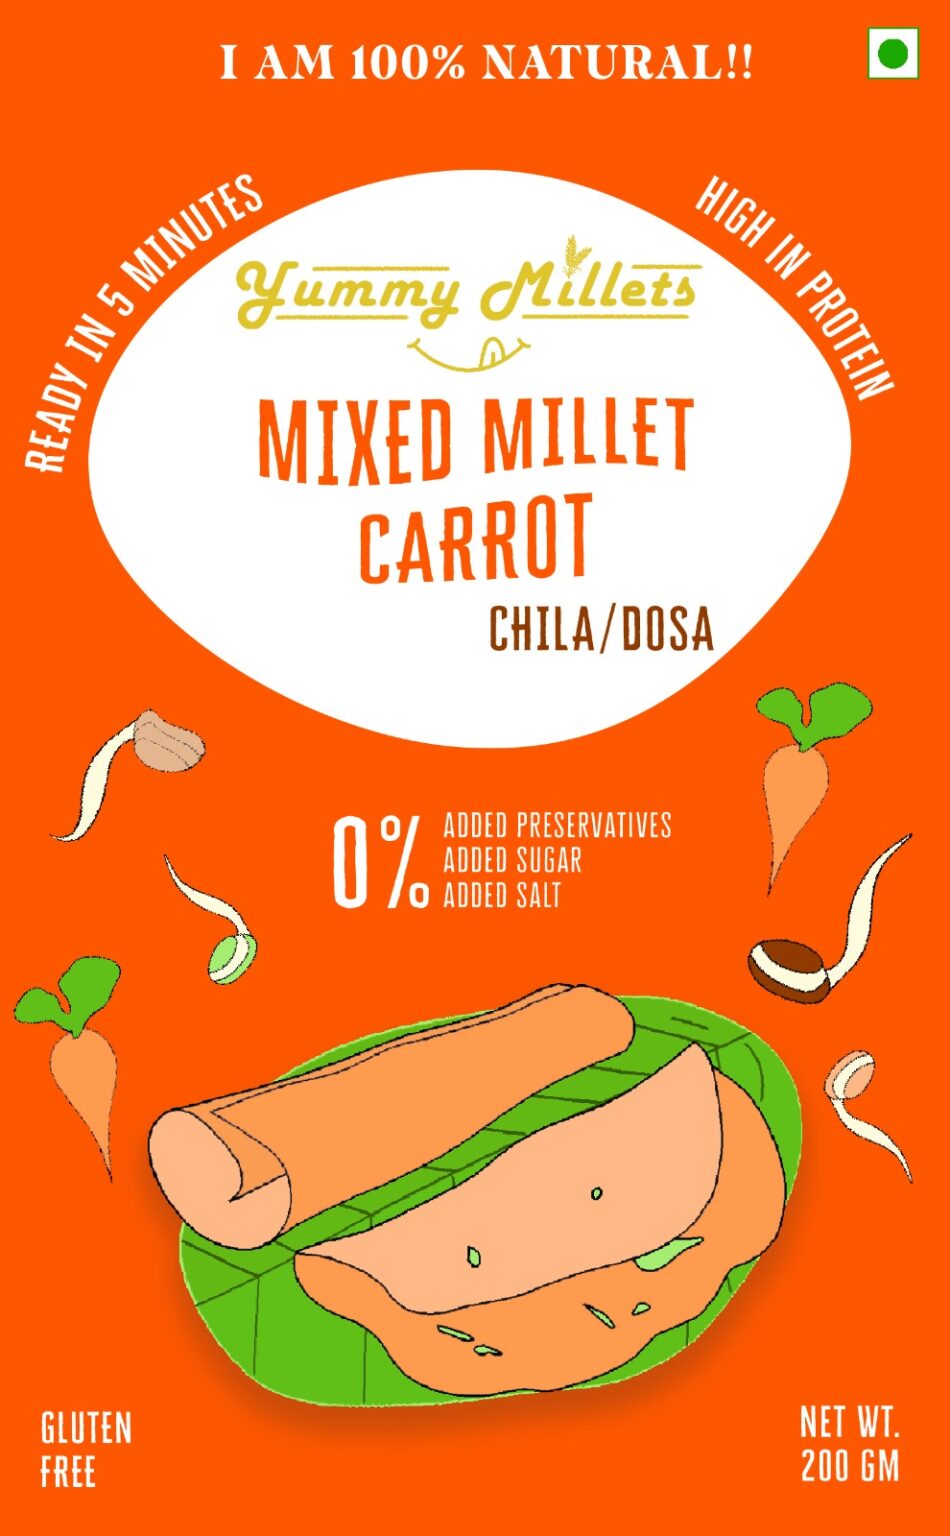 I AM 100% NATURAL!!
READY IN 5 MINUTES
HIGH IN PROTEIN
Yummy Millets
MIXED MILLET
CARROT
CHILA/DOSA
0%
ADDED PRESERVATIVES
ADDED SUGAR
ADDED SALT
GLUTEN
FREE
NET WT.
200 GM